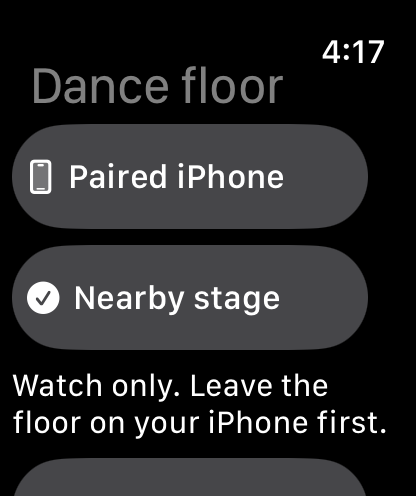 4:17
Dance floor
Paired iPhone
Nearby stage
Watch only. Leave the
floor on your iPhone first.